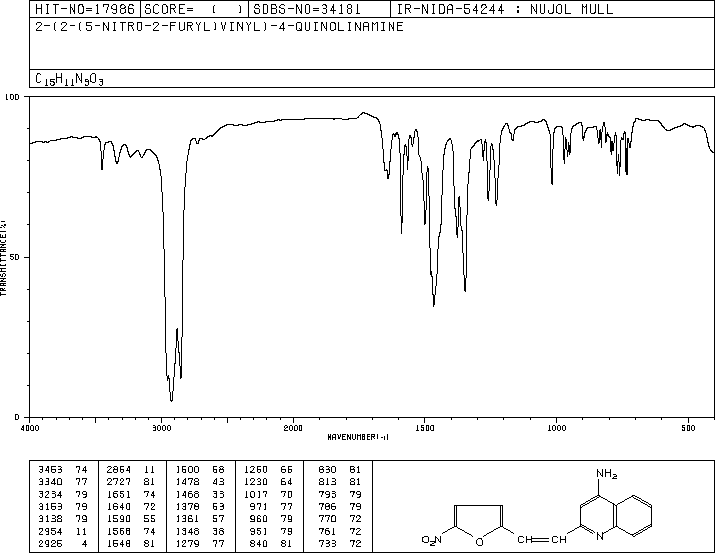 HIT-NO=17986 SCORE= ( ) SDBS-NO=34181 IR-NIDA-54244 : NUJOL MULL
2-(2-(5-NITRO-2-FURYL)VINYL)-4-QUINOLINAMINE
C15H11N3O3
100
50
0
TRANSMITTANCE(%)
4000 3000 2000 1500 1000 500
WAVENUMBER(-1)
3453 74 2864 11 1600 68 1260 66 830 81
3340 77 2727 81 1478 43 1230 64 813 81
3234 79 1651 74 1468 33 1017 70 793 79
3163 79 1640 72 1378 53 971 77 786 79
3138 79 1590 55 1361 57 960 79 770 72
2954 11 1568 74 1348 38 951 79 761 72
2926 4 1548 81 1279 77 840 81 733 72
NH2
NO2
O
CH
CH
N